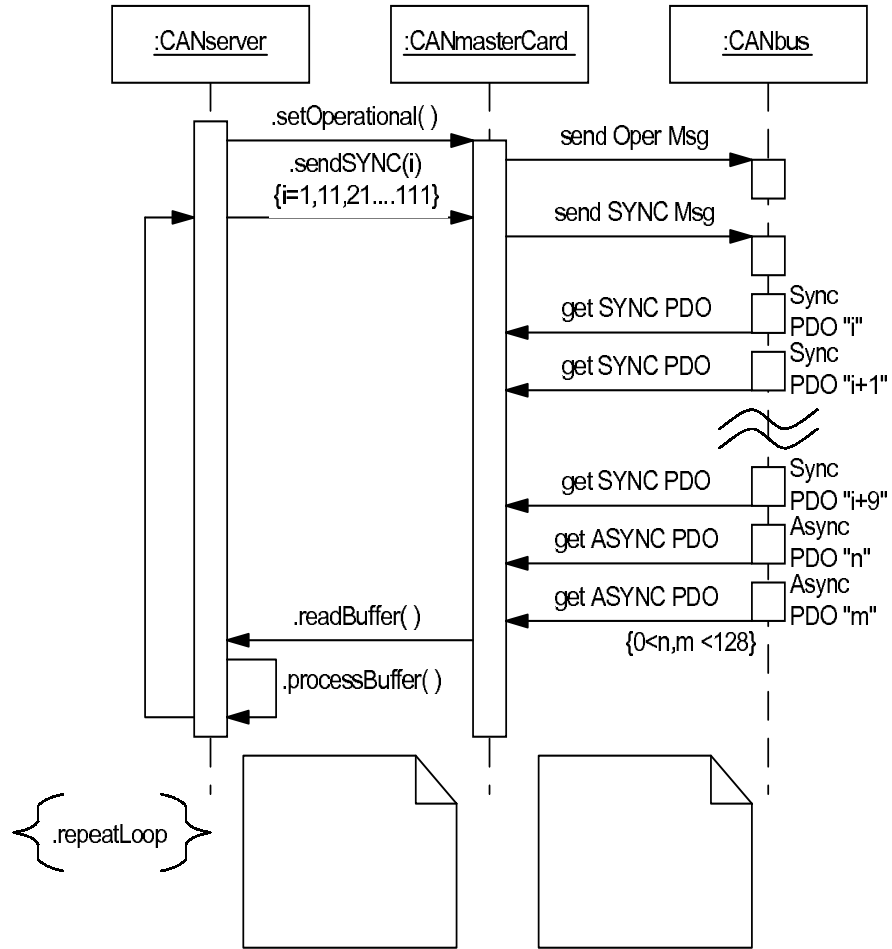 :CANserver
:CANmasterCard
:CANbus
.setOperational( )
send Oper Msg
.sendSYNC(i)
{i=1,11,21....111}
send SYNC Msg
get SYNC PDO
Sync
PDO "i"
get SYNC PDO
Sync
PDO "i+1"
get SYNC PDO
Sync
PDO "i+9"
get ASYNC PDO
Async
PDO "n"
get ASYNC PDO
Async
PDO "m"
.readBuffer( )
{0<n,m <128}
.processBuffer( )
.repeatLoop